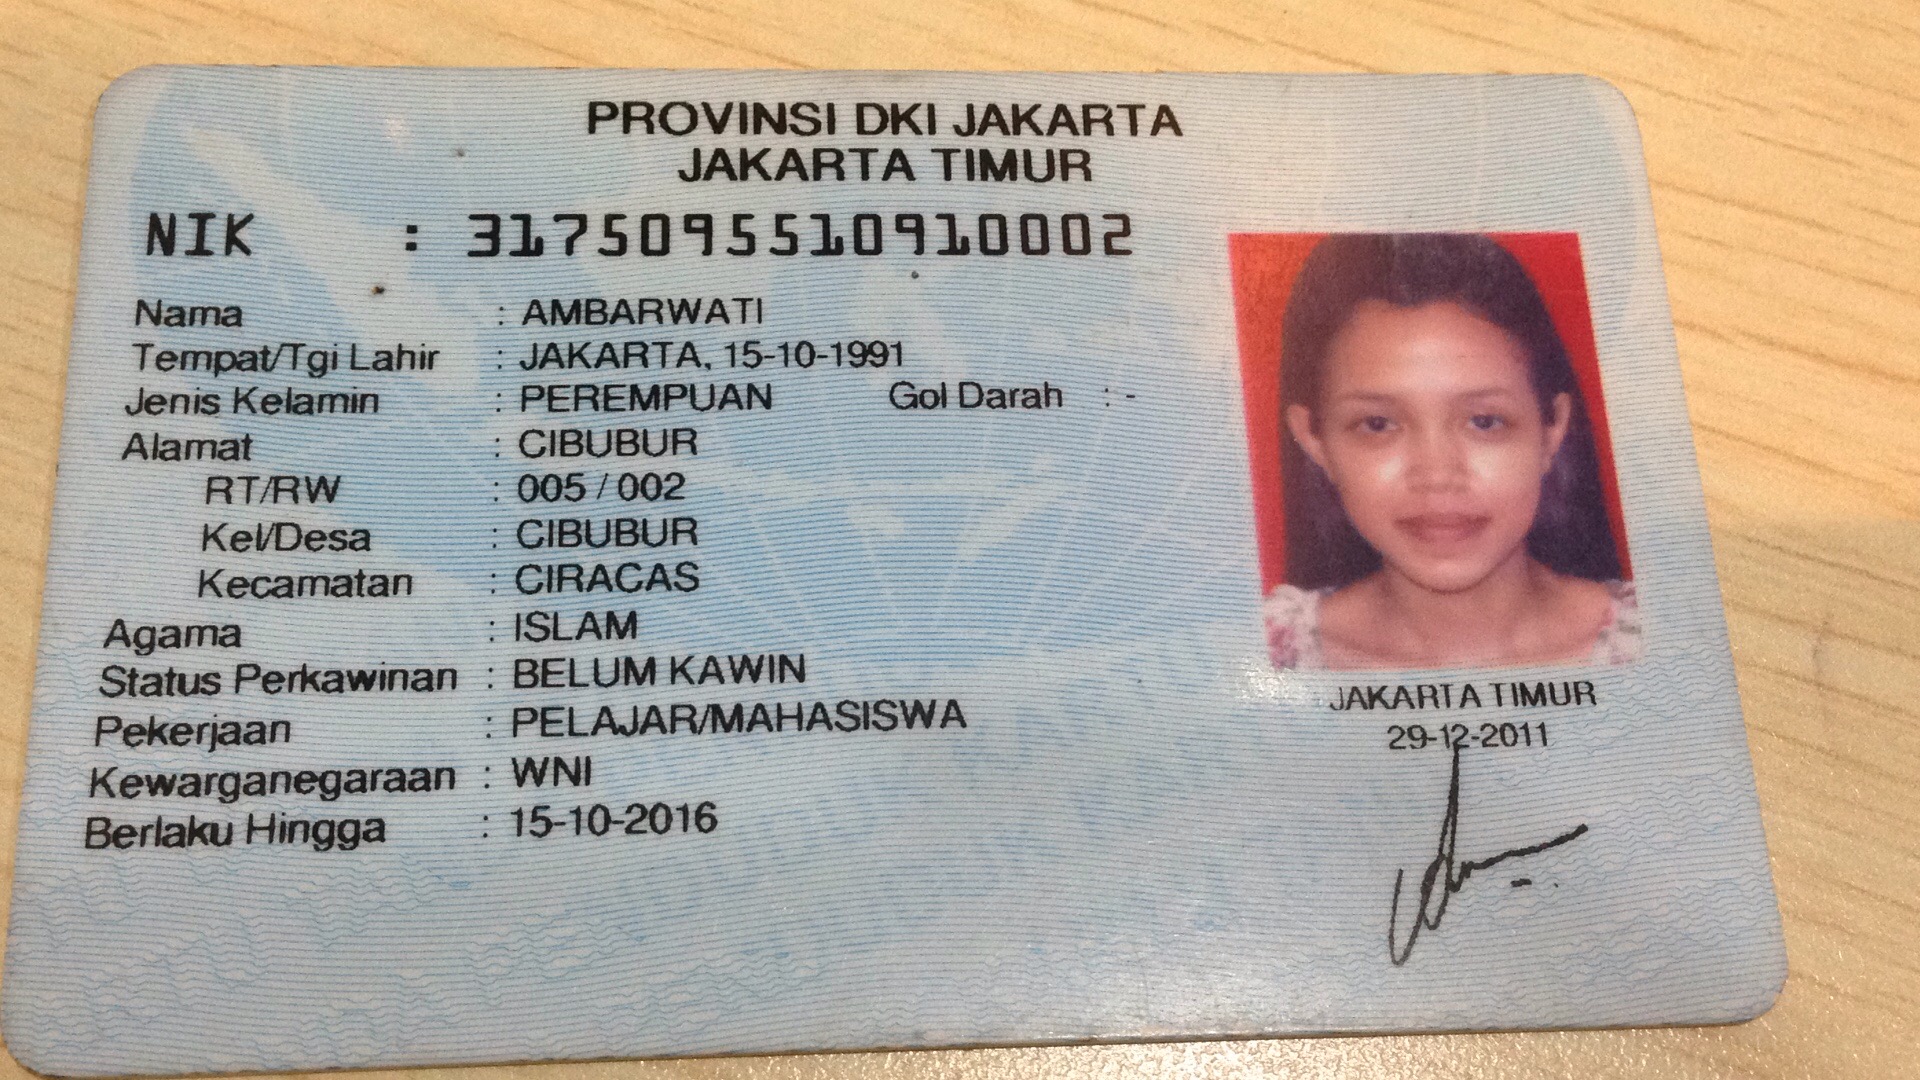 PROVINSI DKI JAKARTA
JAKARTA TIMUR
NIK : 3175095510910002
Nama : AMBARWATI
Tempat/Tgl Lahir : JAKARTA, 15-10-1991
Jenis Kelamin : PEREMPUAN Gol Darah : -
Alamat : CIBUBUR
RT/RW : 005 / 002
Kel/Desa : CIBUBUR
Kecamatan : CIRACAS
Agama : ISLAM
Status Perkawinan : BELUM KAWIN
Pekerjaan : PELAJAR/MAHASISWA
Kewarganegaraan : WNI
Berlaku Hingga : 15-10-2016
JAKARTA TIMUR
29-12-2011